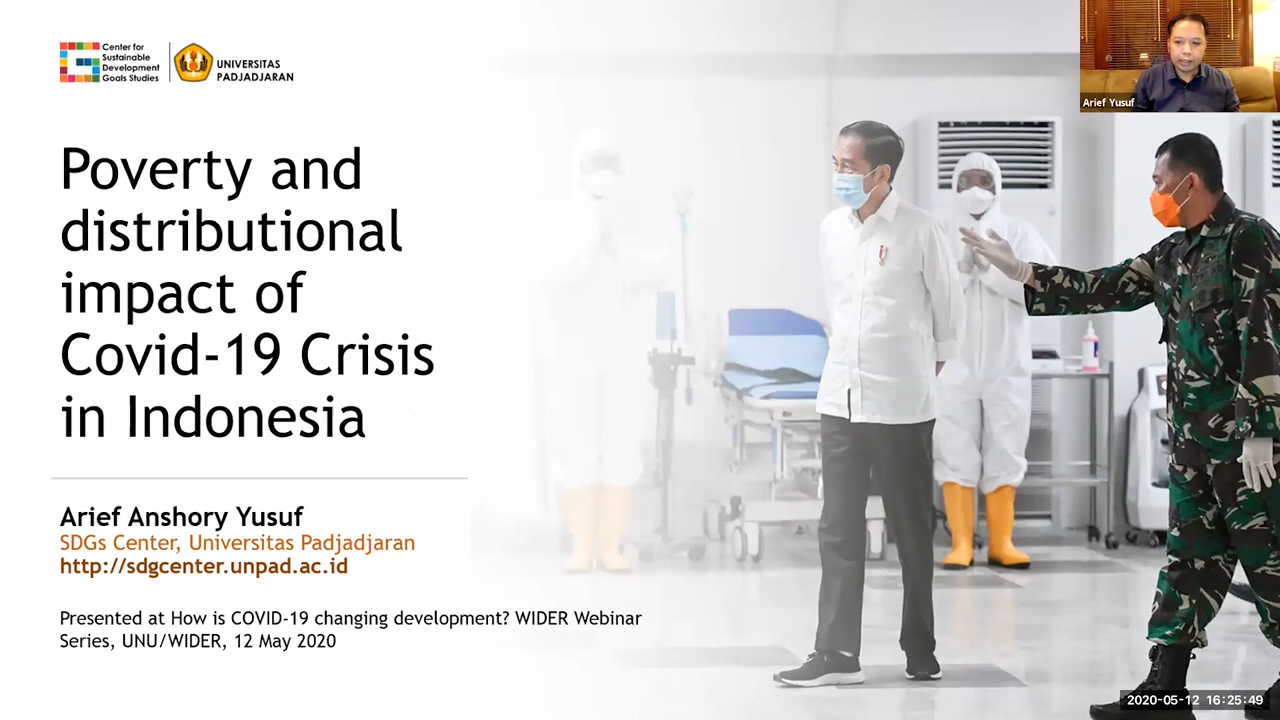 Center for
Sustainable
Development
Goals Studies
UNIVERSITAS
PADJADJARAN
Arief Yusuf
Poverty and
distributional
impact of
Covid-19 Crisis
in Indonesia
Arief Anshory Yusuf
SDGs Center, Universitas Padjadjaran
http://sdgcenter.unpad.ac.id
Presented at How is COVID-19 changing development? WIDER Webinar
Series, UNU/WIDER, 12 May 2020
2020-05-12 16:25:49